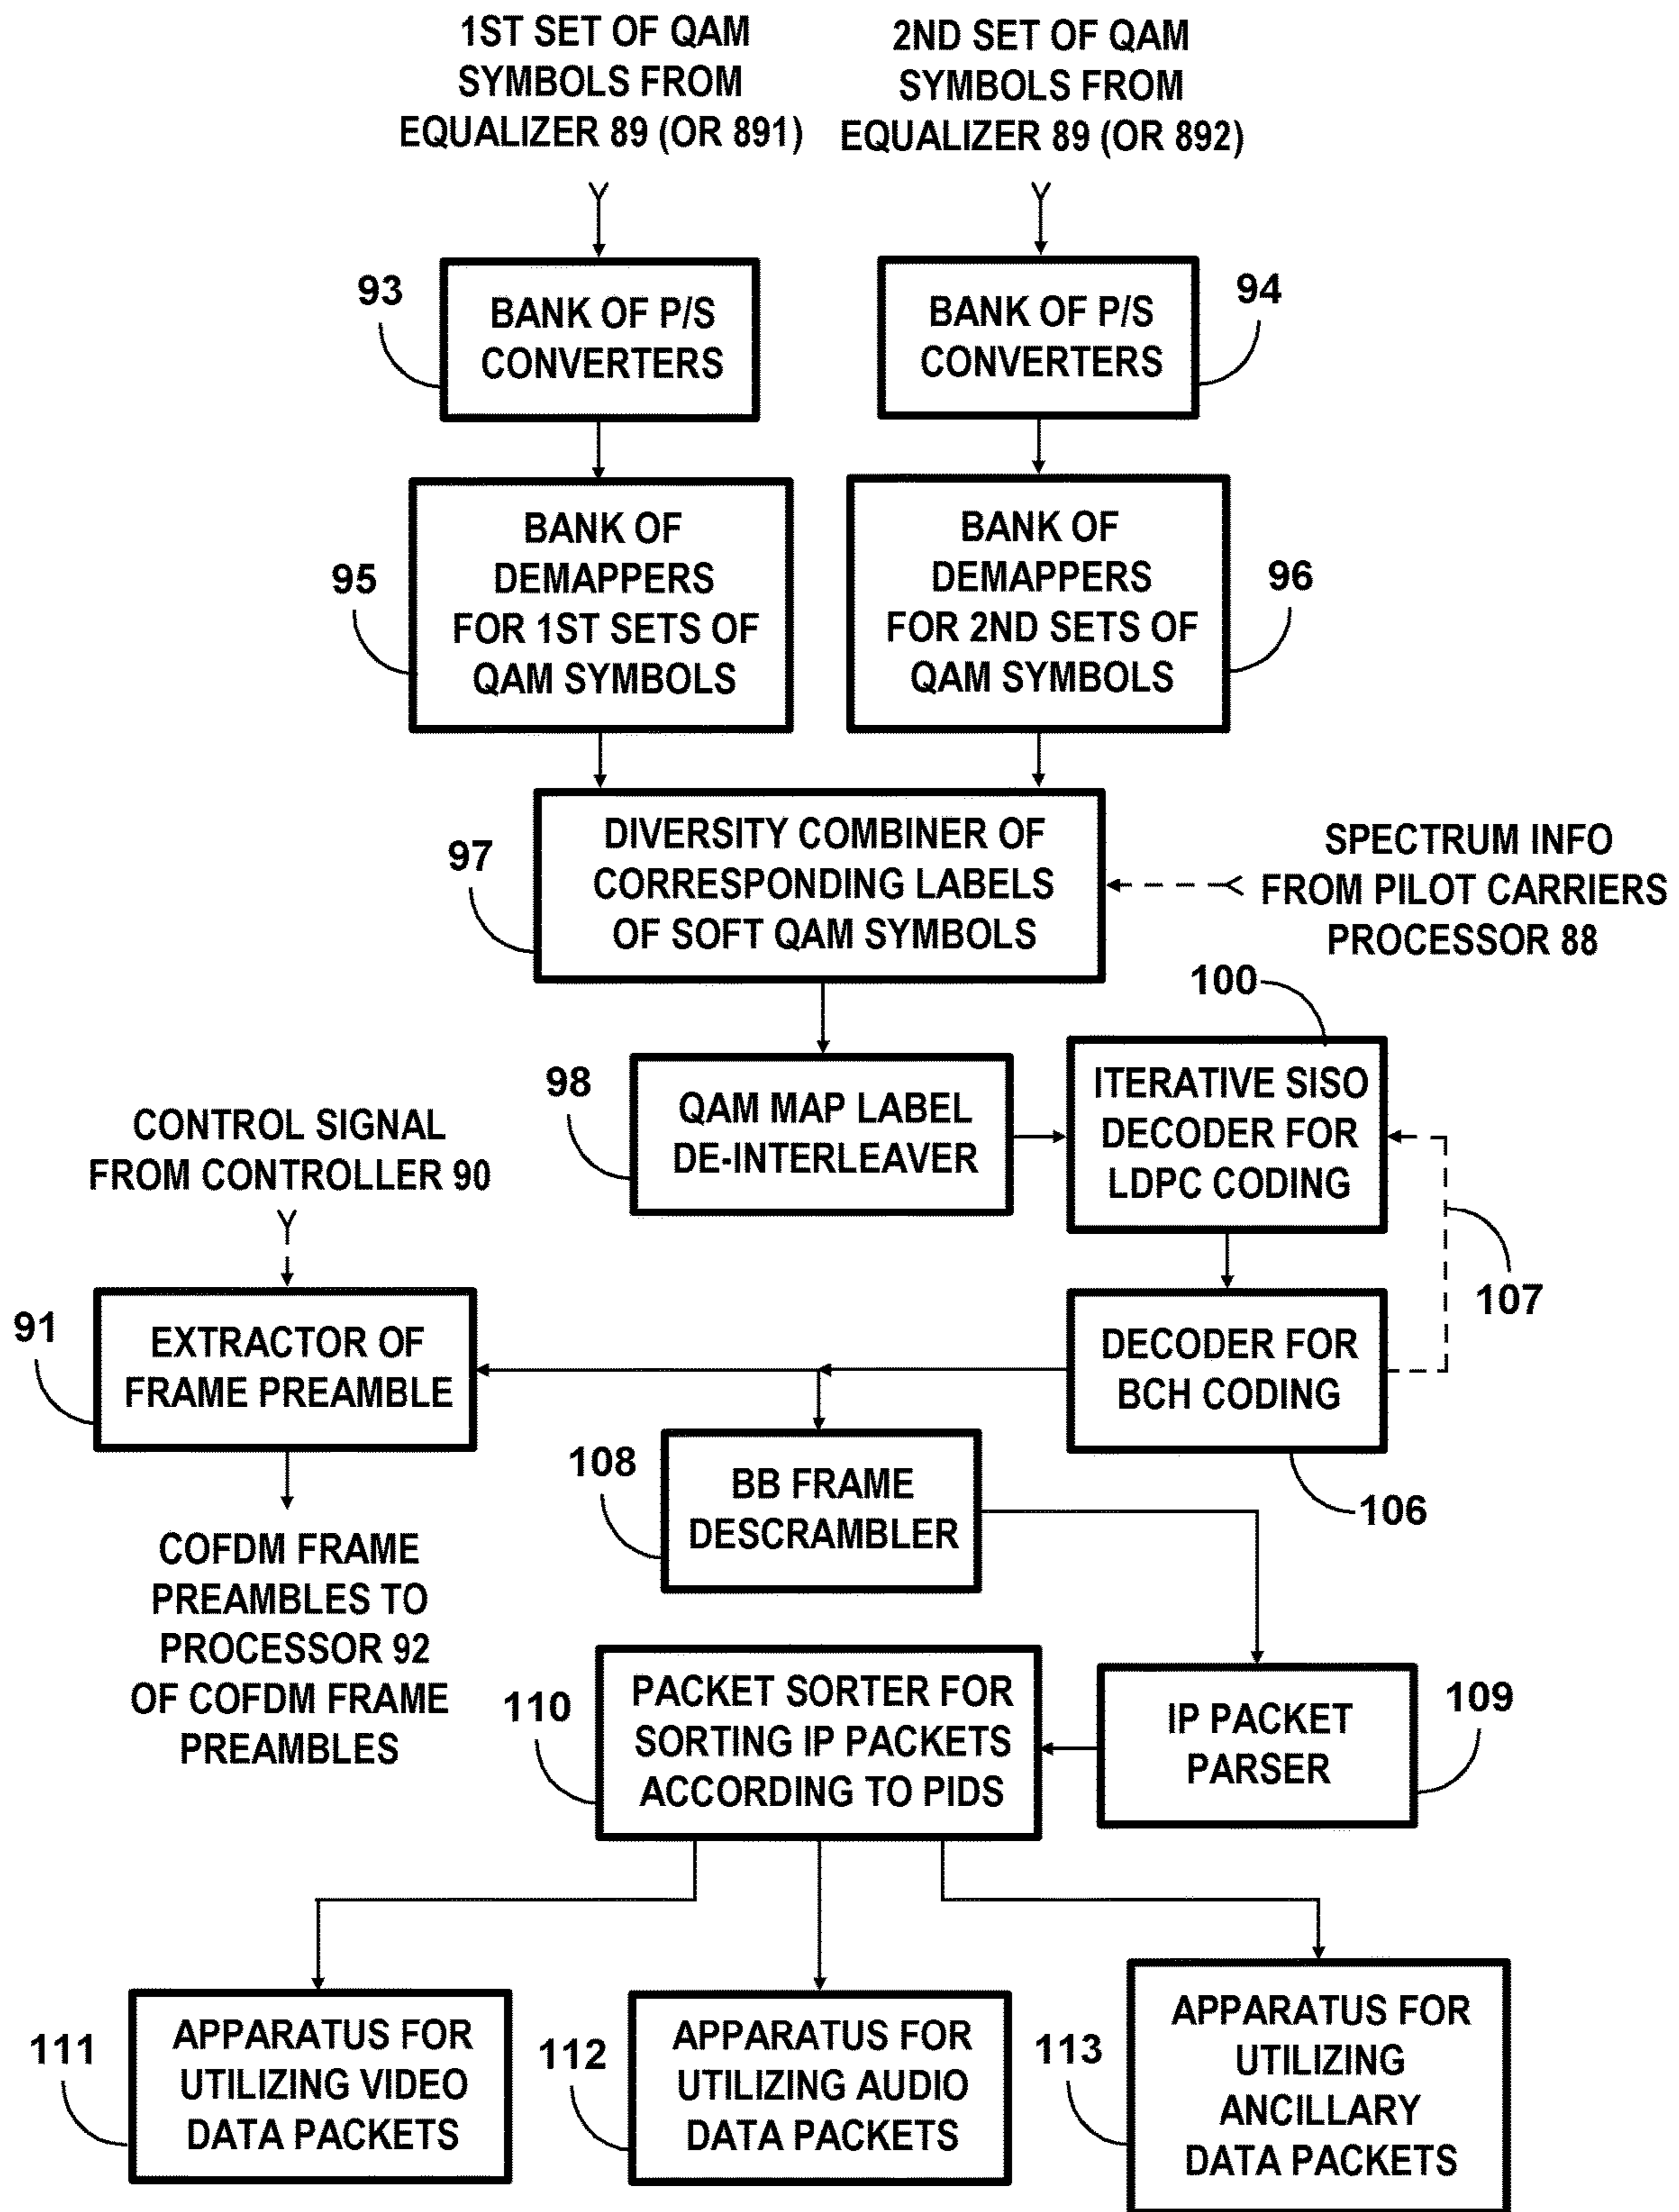 1ST SET OF QAM
SYMBOLS FROM
EQUALIZER 89 (OR 891)
2ND SET OF QAM
SYMBOLS FROM
EQUALIZER 89 (OR 892)
93
BANK OF P/S
CONVERTERS
BANK OF P/S
CONVERTERS
94
95
BANK OF
DEMAPPERS
FOR 1ST SETS OF
QAM SYMBOLS
BANK OF
DEMAPPERS
FOR 2ND SETS OF
QAM SYMBOLS
96
97
DIVERSITY COMBINER OF
CORRESPONDING LABELS
OF SOFT QAM SYMBOLS
SPECTRUM INFO
FROM PILOT CARRIERS
PROCESSOR 88
98
QAM MAP LABEL
DE-INTERLEAVER
100
ITERATIVE SISO
DECODER FOR
LDPC CODING
107
CONTROL SIGNAL
FROM CONTROLLER 90
91
EXTRACTOR OF
FRAME PREAMBLE
DECODER FOR
BCH CODING
106
108
BB FRAME
DESCRAMBLER
COFDM FRAME
PREAMBLES TO
PROCESSOR 92
OF COFDM FRAME
PREAMBLES
110
PACKET SORTER FOR
SORTING IP PACKETS
ACCORDING TO PIDS
IP PACKET
PARSER
109
111
APPARATUS FOR
UTILIZING VIDEO
DATA PACKETS
112
APPARATUS FOR
UTILIZING AUDIO
DATA PACKETS
113
APPARATUS FOR
UTILIZING
ANCILLARY
DATA PACKETS